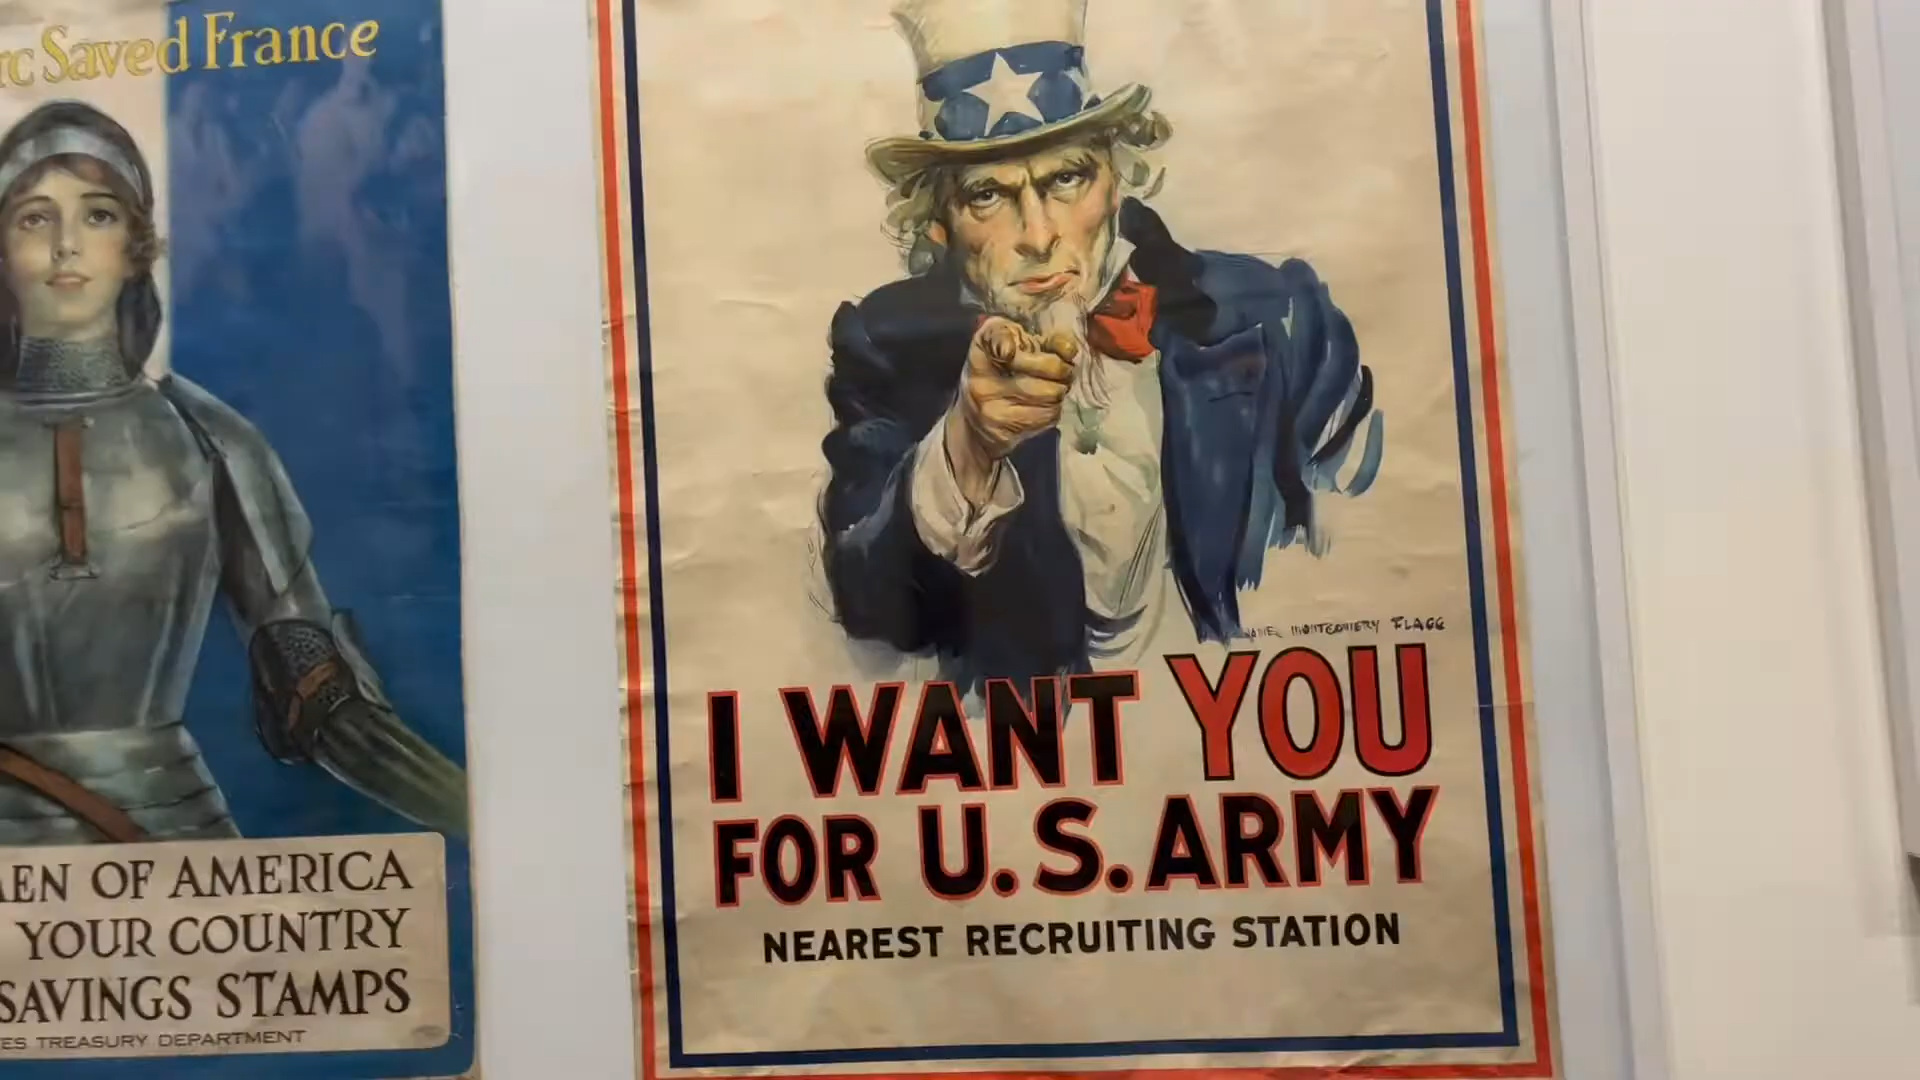 rc Saved France
MEN OF AMERICA
YOUR COUNTRY
SAVINGS STAMPS
ES TREASURY DEPARTMENT
JAMES MONTGOMERY FLAGG
I WANT YOU
FOR U.S. ARMY
NEAREST RECRUITING STATION